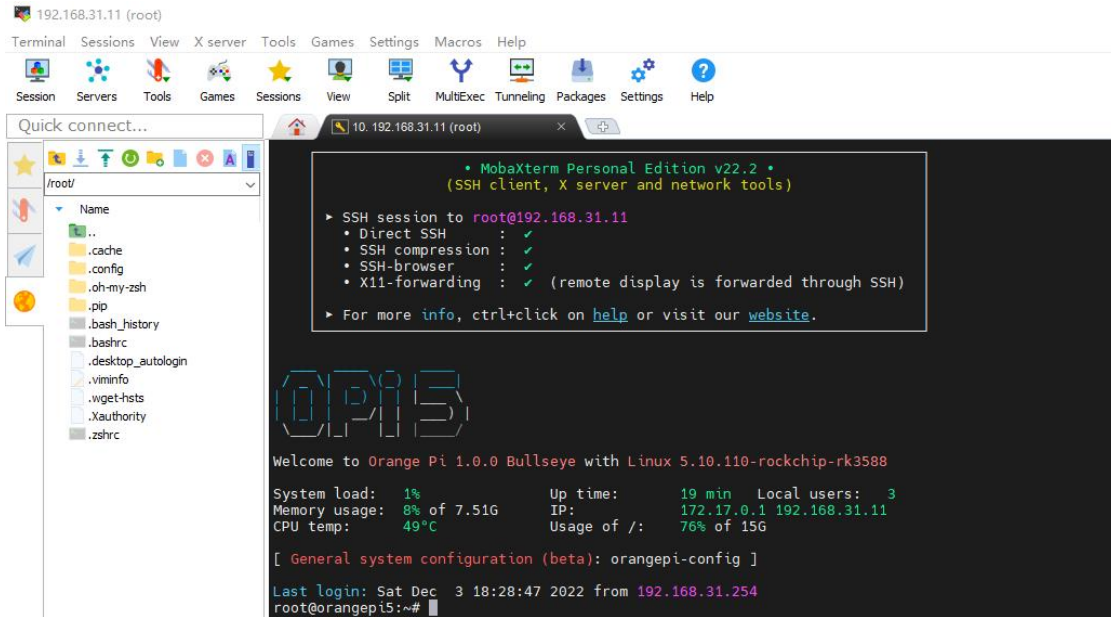 192.168.31.11 (root)
Terminal Sessions View X server Tools Games Settings Macros Help
Session Servers Tools Games Sessions View Split MultiExec Tunneling Packages Settings Help
Quick connect...
10. 192.168.31.11 (root)
/root/
Name
..
.cache
.config
.oh-my-zsh
.pip
.bash_history
.bashrc
.desktop_autologin
.viminfo
.wget-hsts
.Xauthority
.zshrc
• MobaXterm Personal Edition v22.2 •
(SSH client, X server and network tools)
► SSH session to root@192.168.31.11
• Direct SSH : ✔
• SSH compression : ✔
• SSH-browser : ✔
• X11-forwarding : ✔ (remote display is forwarded through SSH)
► For more info, ctrl+click on help or visit our website.
OPi 5
Welcome to Orange Pi 1.0.0 Bullseye with Linux 5.10.110-rockchip-rk3588
System load: 1% Up time: 19 min Local users: 3
Memory usage: 8% of 7.51G IP: 172.17.0.1 192.168.31.11
CPU temp: 49°C Usage of /: 76% of 15G
[ General system configuration (beta): orangepi-config ]
Last login: Sat Dec 3 18:28:47 2022 from 192.168.31.254
root@orangepi5:~#